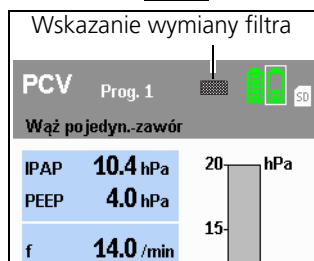 Wskazanie wymiany filtra
PCV Prog. 1 SD
Wąż pojedyn.-zawór
IPAP 10.4 hPa 20 hPa
PEEP 4.0 hPa
15
f 14.0 /min